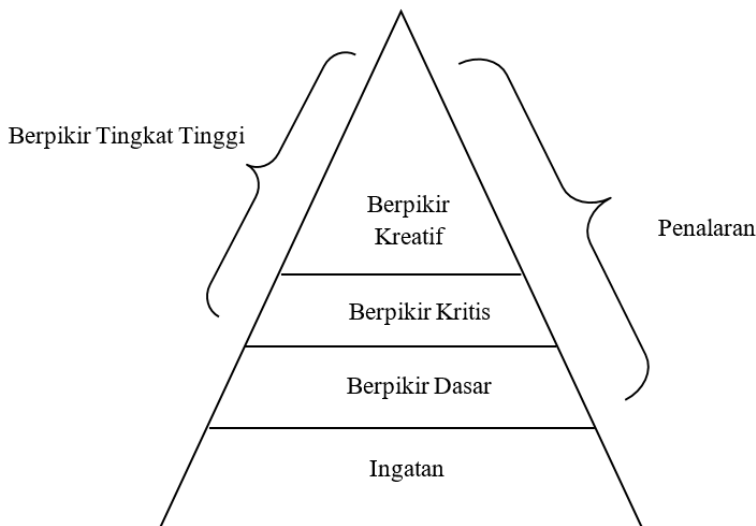 Berpikir Tingkat Tinggi
Berpikir
Kreatif
Penalaran
Berpikir Kritis
Berpikir Dasar
Ingatan